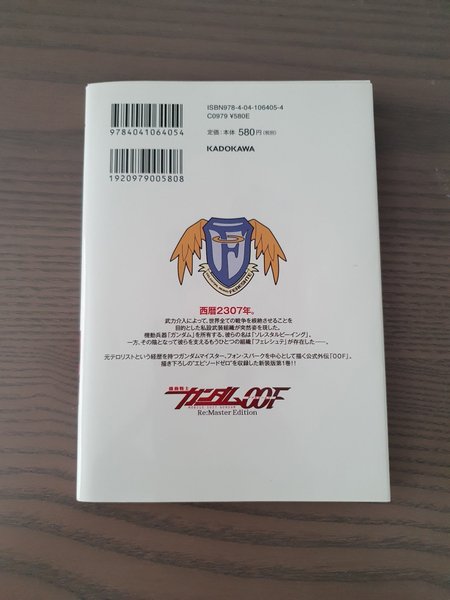 ISBN978-4-04-106405-4
C0979 ¥580E
定価：本体580円(税別)
KADOKAWA
9784041064054
1920979005808
F
FERESHTE
西暦2307年。
武力介入によって、世界全ての戦争を根絶させることを
目的とした私設武装組織が突然姿を現した。
機動兵器「ガンダム」を所有する、彼らの名は「ソレスタルビーイング」。
一方、その陰となって彼らを支えるもうひとつの組織「フェレシュテ」が存在した──。
元テロリストという経歴を持つガンダムマイスター、フォン・スパークを中心として描く公式外伝「00F」。
描き下ろしの“エピソードゼロ”を収録した新装版第1巻!!
機動戦士
ガンダム00F
MOBILE SUIT GUNDAM
Re:Master Edition